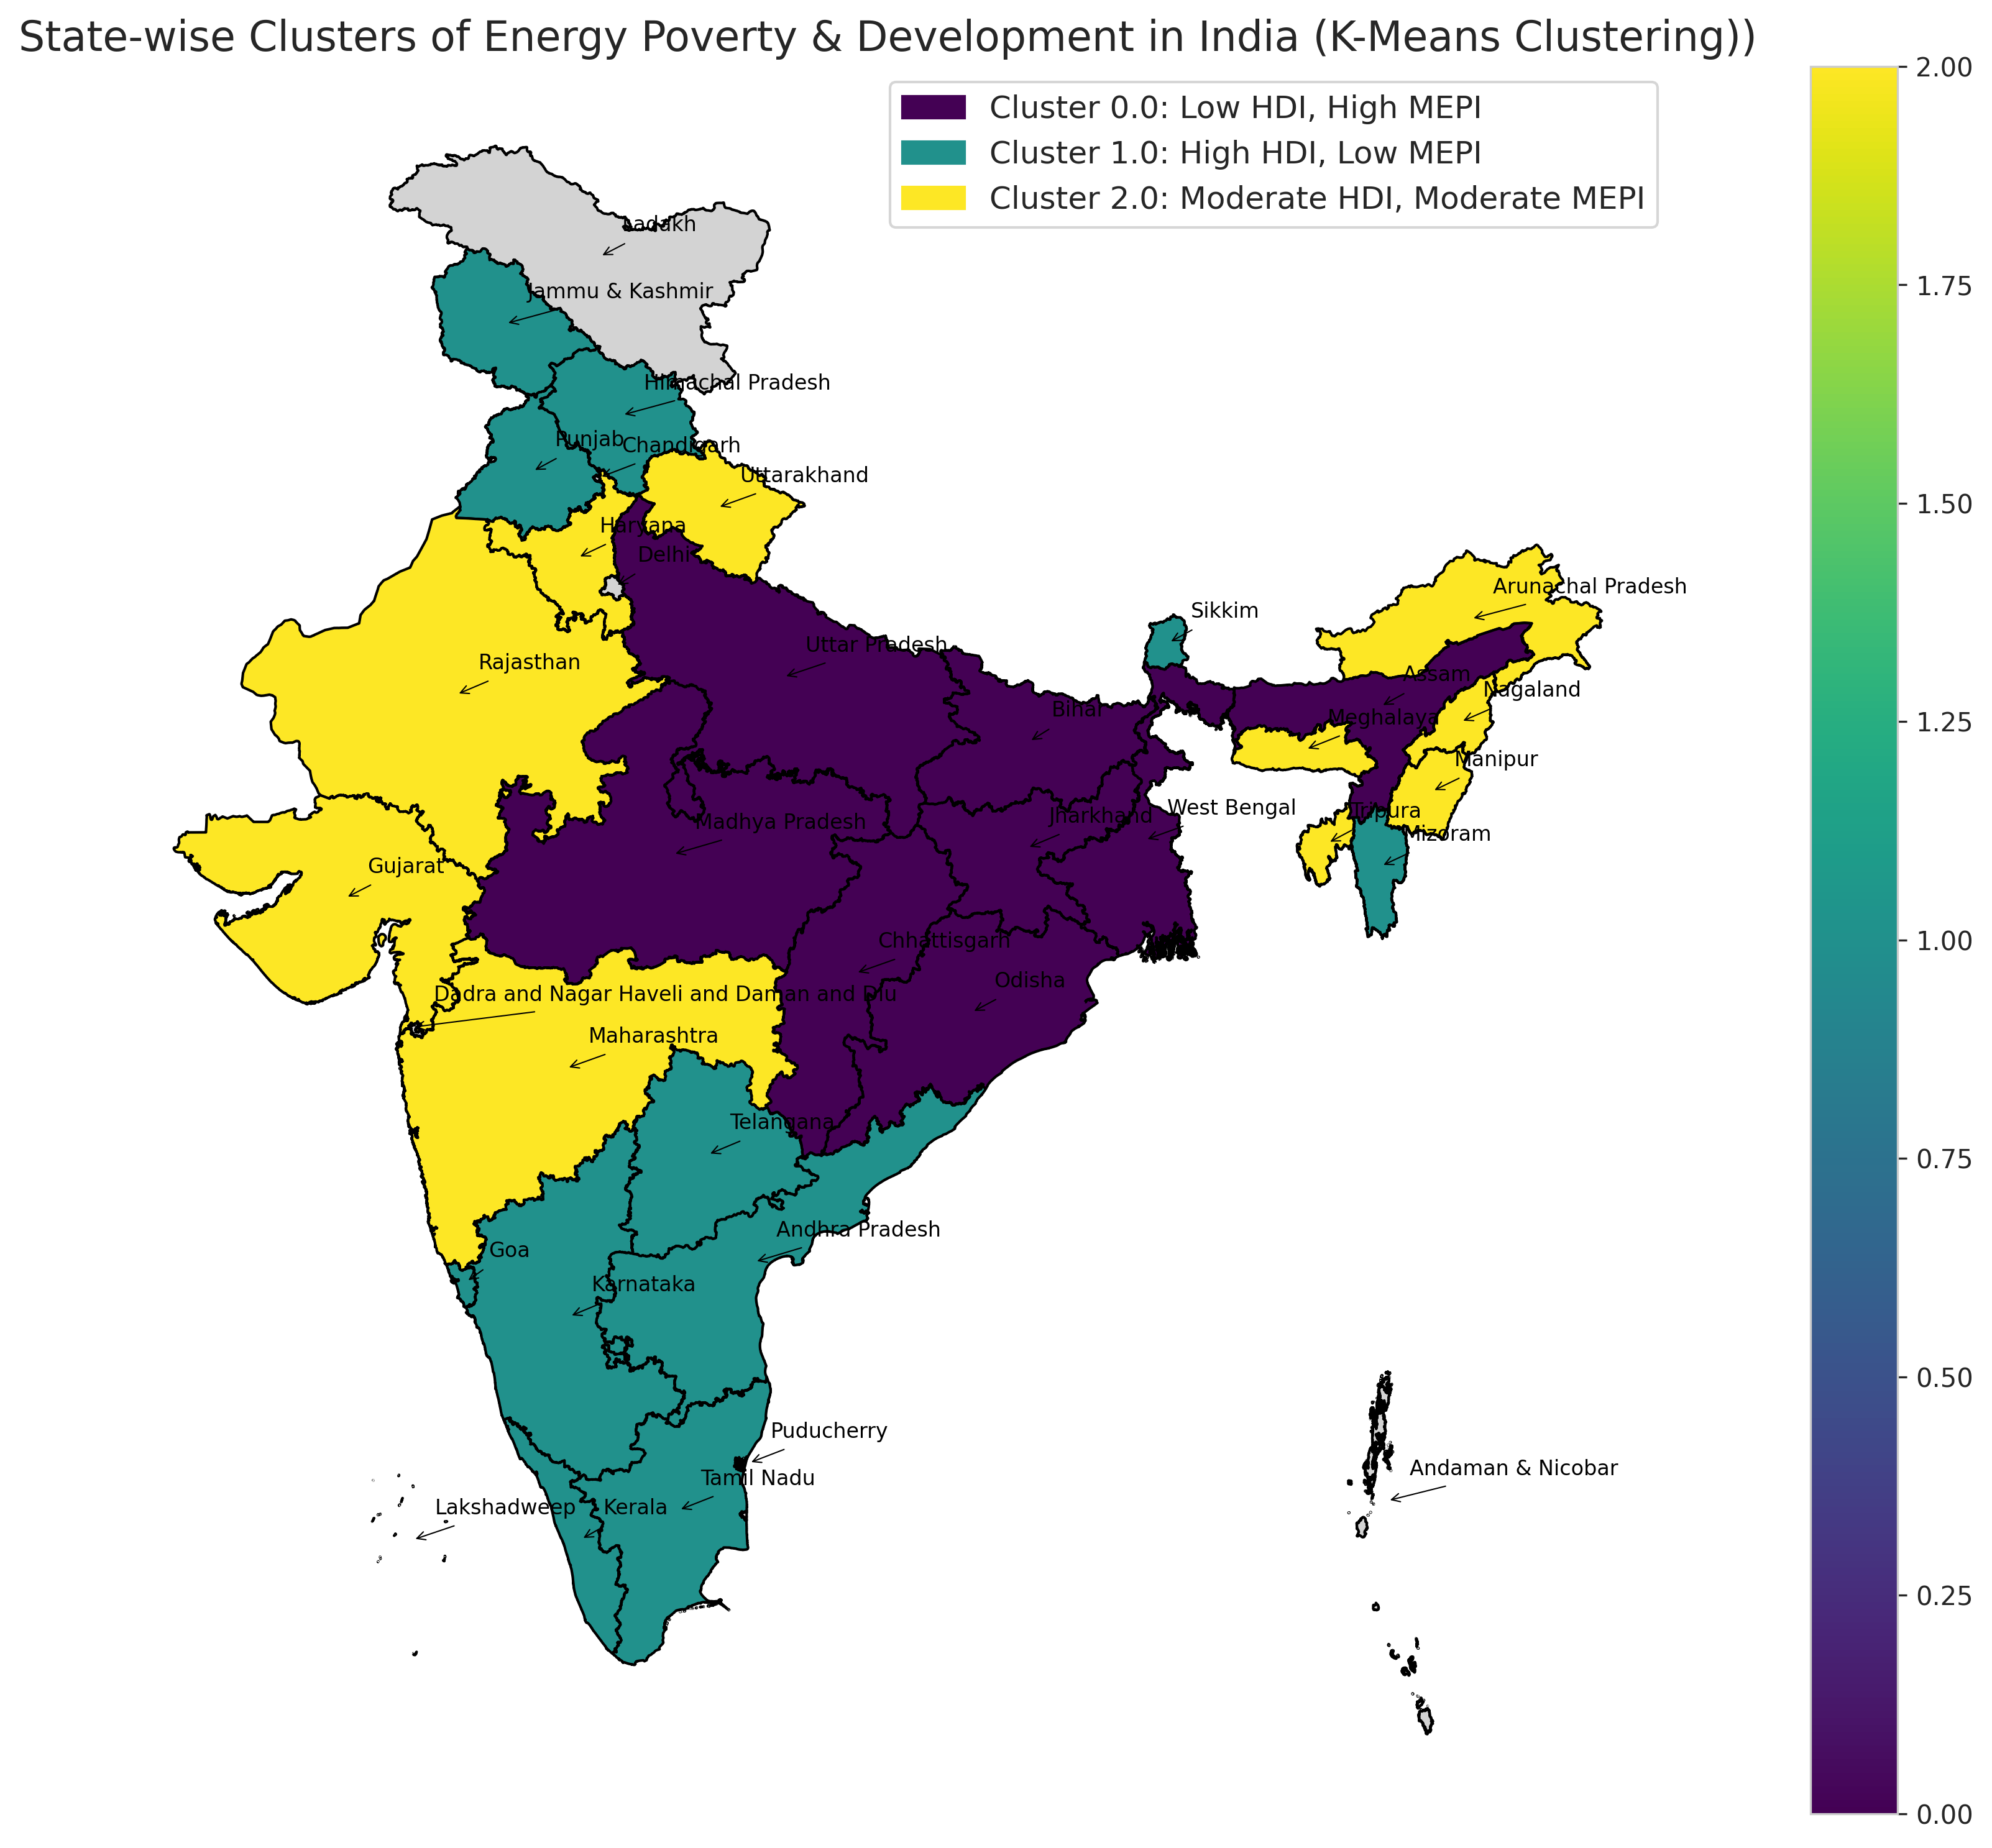 State-wise Clusters of Energy Poverty & Development in India (K-Means Clustering))
Cluster 0.0: Low HDI, High MEPI
Cluster 1.0: High HDI, Low MEPI
Cluster 2.0: Moderate HDI, Moderate MEPI
Ladakh
Jammu & Kashmir
Himachal Pradesh
Punjab
Chandigarh
Uttarakhand
Haryana
Delhi
Arunachal Pradesh
Sikkim
Uttar Pradesh
Rajasthan
Assam
Nagaland
Bihar
Meghalaya
Manipur
Madhya Pradesh
Jharkhand
West Bengal
Tripura
Mizoram
Gujarat
Chhattisgarh
Odisha
Dadra and Nagar Haveli and Daman and Diu
Maharashtra
Telangana
Andhra Pradesh
Goa
Karnataka
Puducherry
Tamil Nadu
Andaman & Nicobar
Lakshadweep
Kerala
2.00
1.75
1.50
1.25
1.00
0.75
0.50
0.25
0.00